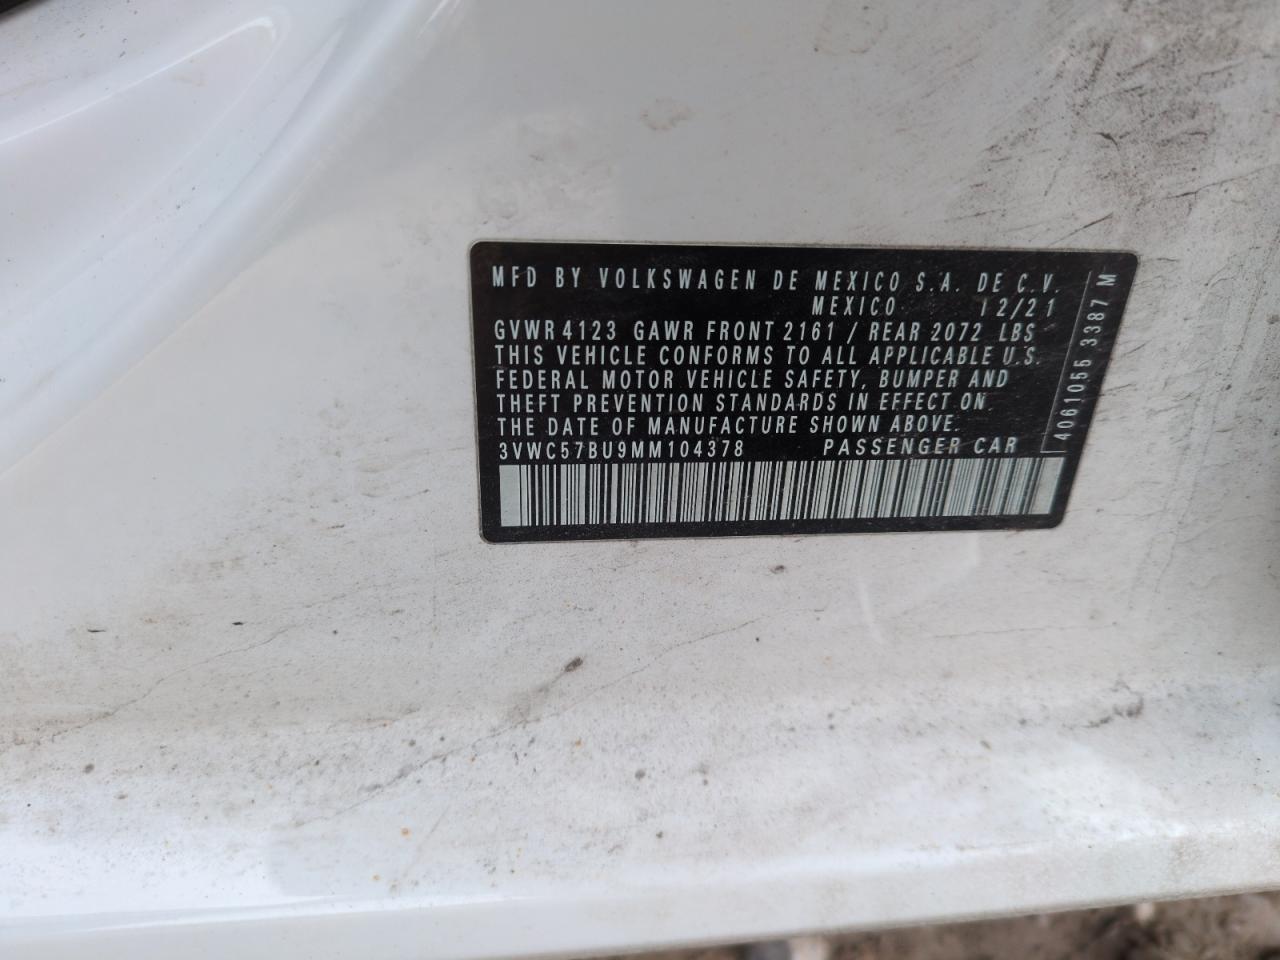 MFD BY VOLKSWAGEN DE MEXICO S.A. DE C.V.
MEXICO 12/21
GVWR 4123 GAWR FRONT 2161 / REAR 2072 LBS
THIS VEHICLE CONFORMS TO ALL APPLICABLE U.S.
FEDERAL MOTOR VEHICLE SAFETY, BUMPER AND
THEFT PREVENTION STANDARDS IN EFFECT ON
THE DATE OF MANUFACTURE SHOWN ABOVE.
3VWC57BU9MM104378 PASSENGER CAR
4061055 3387 M